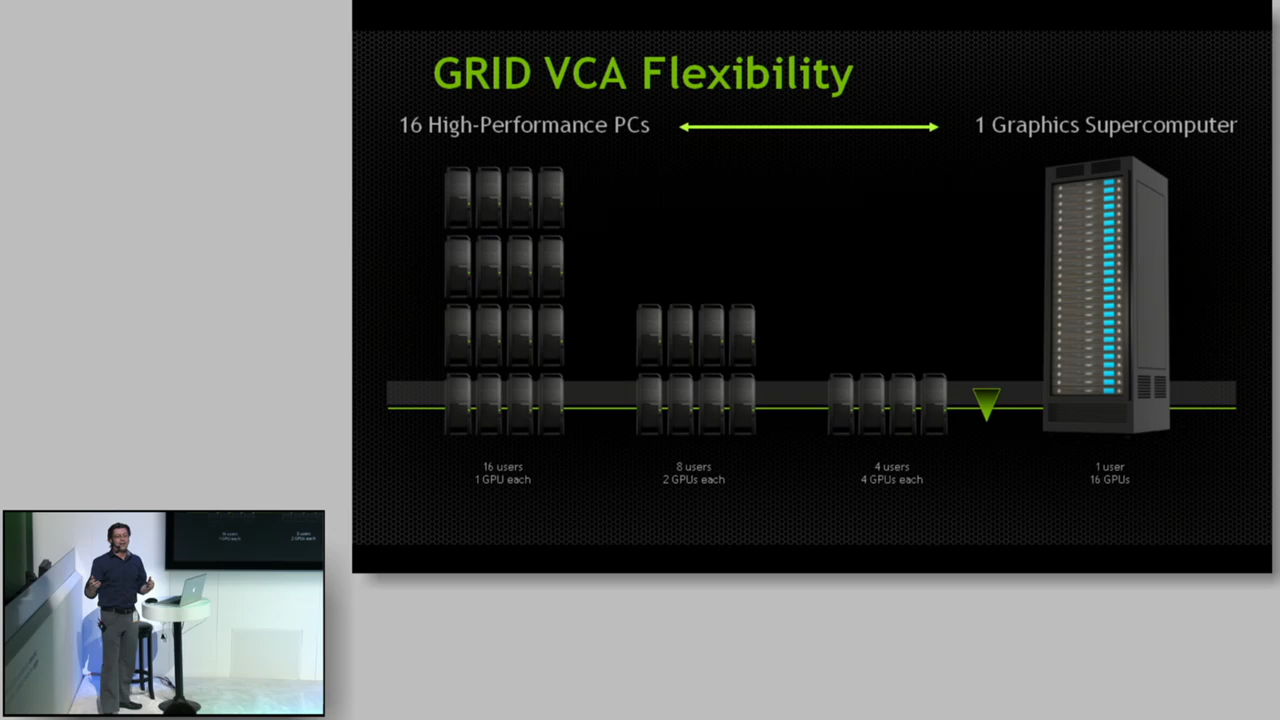 GRID VCA Flexibility
16 High-Performance PCs
1 Graphics Supercomputer
16 users
1 GPU each
8 users
2 GPUs each
4 users
4 GPUs each
1 user
16 GPUs